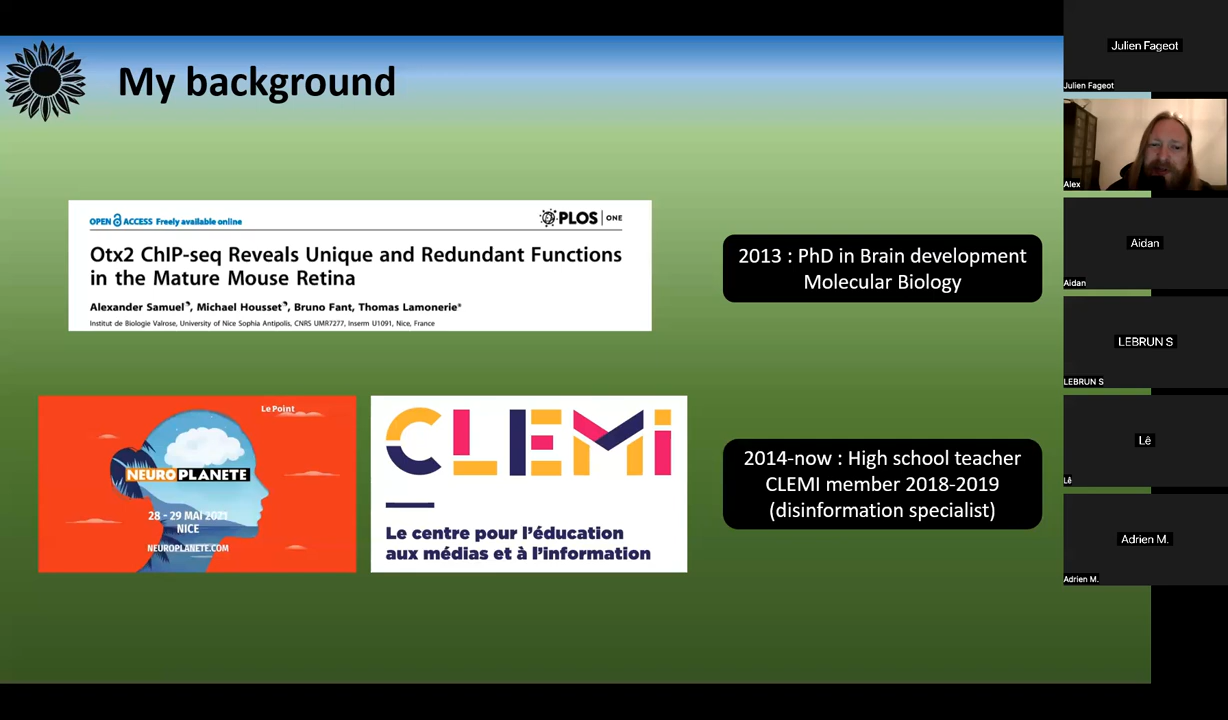 My background
OPEN ACCESS Freely available online
PLOS ONE
Otx2 ChIP-seq Reveals Unique and Redundant Functions
in the Mature Mouse Retina
Alexander Samuel, Michael Housset, Bruno Fant, Thomas Lamonerie*
Institut de Biologie Valrose, University of Nice Sophia Antipolis, CNRS UMR7277, Inserm U1091, Nice, France
2013 : PhD in Brain development
Molecular Biology
Le Point
NEUROPLANETE
28 - 29 MAI 2021
NICE
NEUROPLANETE.COM
CLEMI
Le centre pour l'éducation
aux médias et à l'information
2014-now : High school teacher
CLEMI member 2018-2019
(disinformation specialist)
Julien Fageot
Julien Fageot
Alex
Aidan
Aidan
LEBRUN S
LEBRUN S
Lê
Lê
Adrien M.
Adrien M.